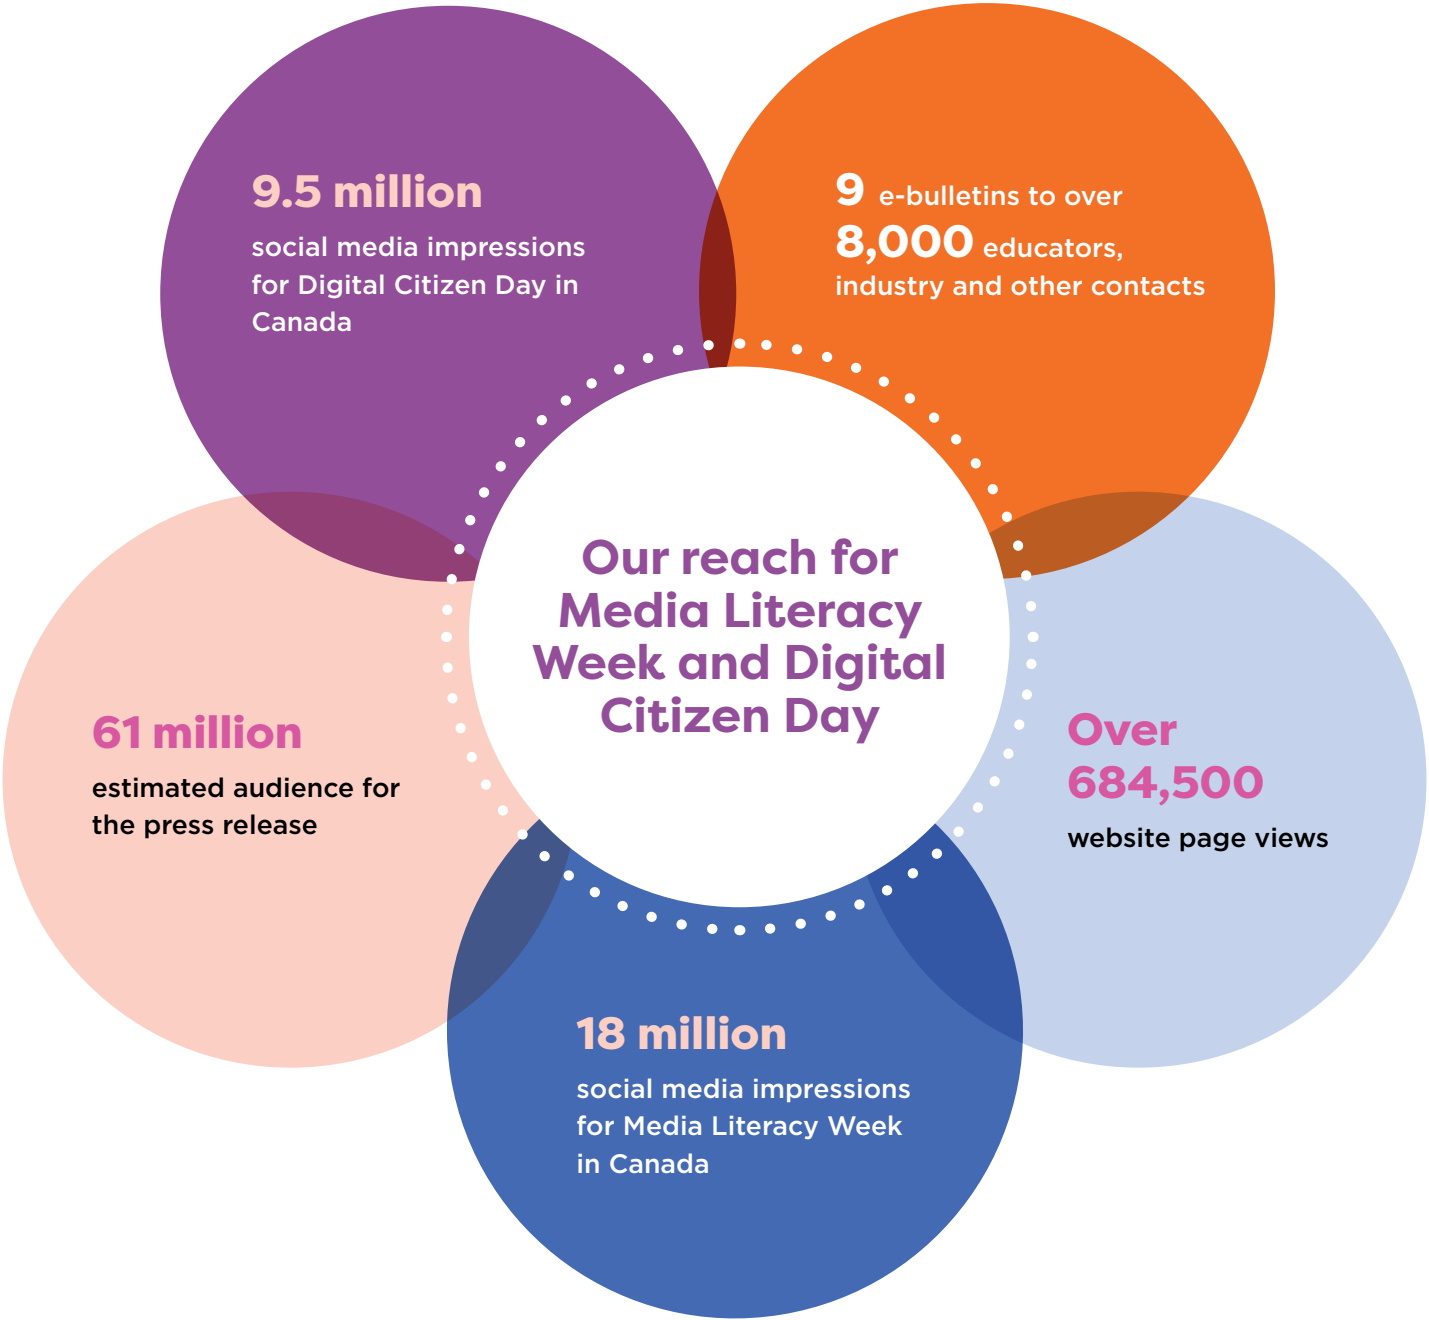 9.5 million
social media impressions
for Digital Citizen Day in
Canada
9 e-bulletins to over
8,000 educators,
industry and other contacts
Our reach for
Media Literacy
Week and Digital
Citizen Day
61 million
estimated audience for
the press release
Over
684,500
website page views
18 million
social media impressions
for Media Literacy Week
in Canada